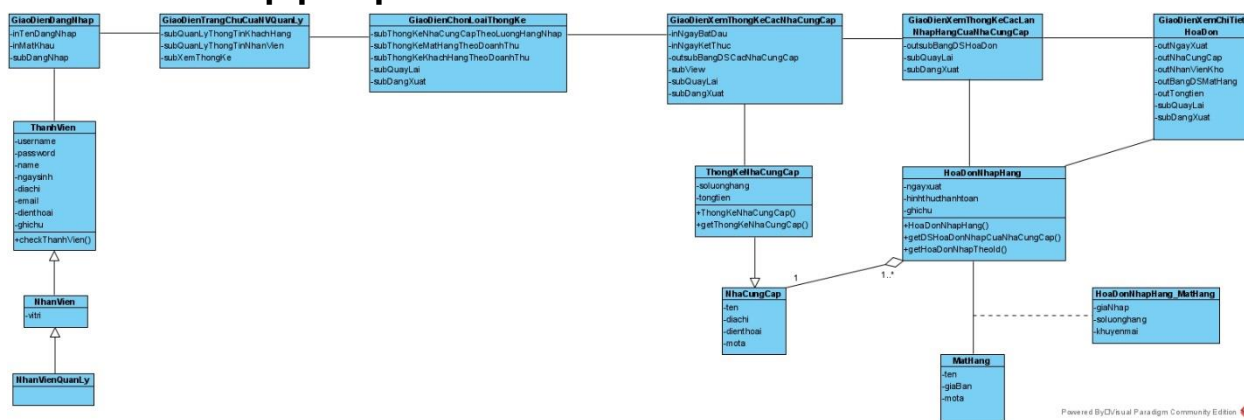 GiaoDienDangNhap
-inTenDangNhap
-inMatKhau
-subDangNhap
GiaoDienTrangChuCuaNVQuanLy
-subQuanLyThongTinKhachHang
-subQuanLyThongTinNhanVien
-subXemThongKe
GiaoDienChonLoaiThongKe
-subThongKeNhaCungCapTheoLuongHangNhap
-subThongKeMatHangTheoDoanhThu
-subThongKeKhachHangTheoDoanhThu
-subQuayLai
-subDangXuat
GiaoDienXemThongKeCacNhaCungCap
-inNgayBatDau
-inNgayKetThuc
-outsubBangDSCacNhaCungCap
-subView
-subQuayLai
-subDangXuat
GiaoDienXemThongKeCacLan
NhapHangCuaNhaCungCap
-outsubBangDSHoaDon
-subQuayLai
-subDangXuat
GiaoDienXemChiTiet
HoaDon
-outNgayXuat
-outNhaCungCap
-outNhanVienKho
-outBangDSMatHang
-outTongtien
-subQuayLai
-subDangXuat
ThanhVien
-username
-password
-name
-ngaysinh
-diachi
-email
-dienthoai
-ghichu
+checkThanhVien()
ThongKeNhaCungCap
-soluonghang
-tongtien
+ThongKeNhaCungCap()
+getThongKeNhaCungCap()
HoaDonNhapHang
-ngayxuat
-hinhthucthanhtoan
-ghichu
+HoaDonNhapHang()
+getDSHoaDonNhapCuaNhaCungCap()
+getHoaDonNhapTheoId()
1
1..*
NhanVien
-vitri
NhaCungCap
-ten
-diachi
-dienthoai
-mota
HoaDonNhapHang_MatHang
-giaNhap
-soluonghang
-khuyenmai
NhanVienQuanLy
MatHang
-ten
-giaBan
-mota
Powered By Visual Paradigm Community Edition